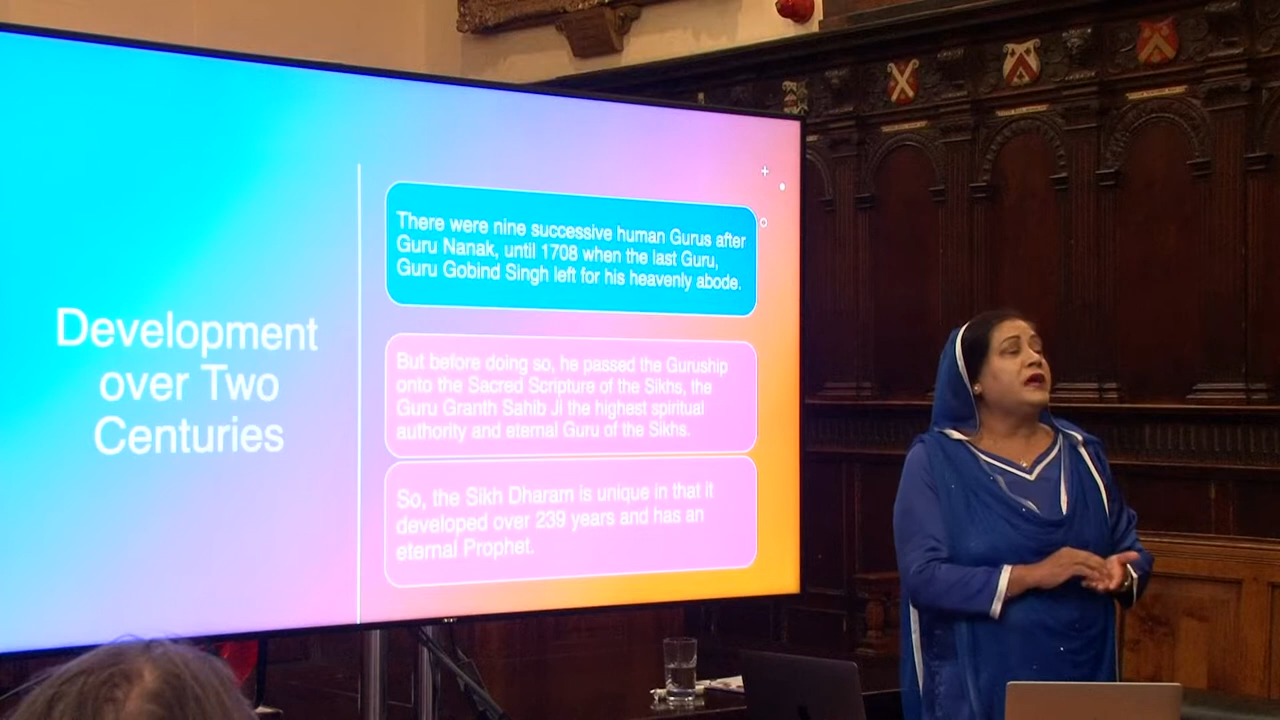 Development
over Two
Centuries
There were nine successive human Gurus after
Guru Nanak, until 1708 when the last Guru,
Guru Gobind Singh left for his heavenly abode.
But before doing so, he passed the Guruship
onto the Sacred Scripture of the Sikhs, the
Guru Granth Sahib Ji the highest spiritual
authority and eternal Guru of the Sikhs.
So, the Sikh Dharam is unique in that it
developed over 239 years and has an
eternal Prophet.